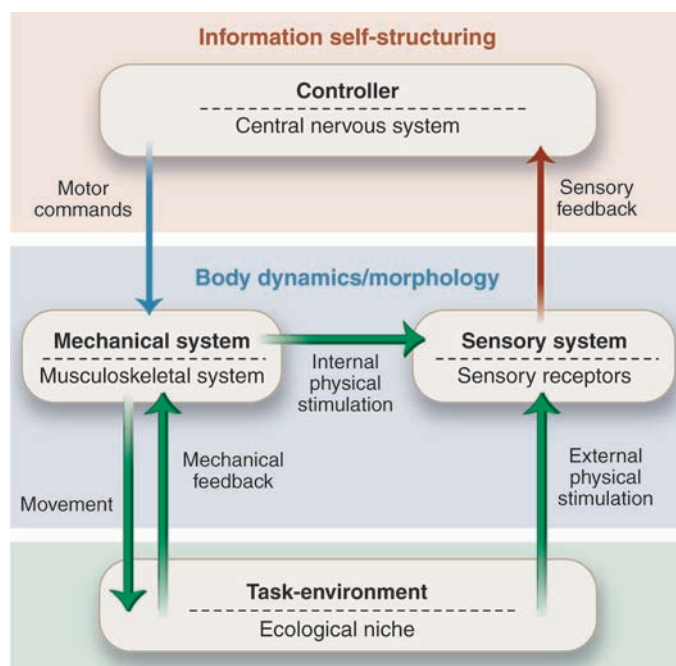 Information self-structuring
Controller
Central nervous system
Motor
commands
Sensory
feedback
Body dynamics/morphology
Mechanical system
Musculoskeletal system
Internal
physical
stimulation
Sensory system
Sensory receptors
Movement
Mechanical
feedback
External
physical
stimulation
Task-environment
Ecological niche